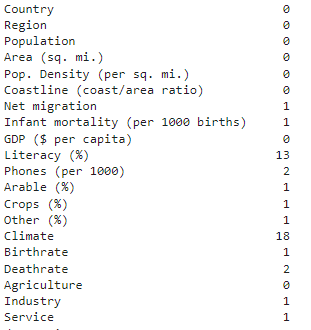 Country 0
Region 0
Population 0
Area (sq. mi.) 0
Pop. Density (per sq. mi.) 0
Coastline (coast/area ratio) 0
Net migration 1
Infant mortality (per 1000 births) 1
GDP ($ per capita) 0
Literacy (%) 13
Phones (per 1000) 2
Arable (%) 1
Crops (%) 1
Other (%) 1
Climate 18
Birthrate 1
Deathrate 2
Agriculture 0
Industry 1
Service 1